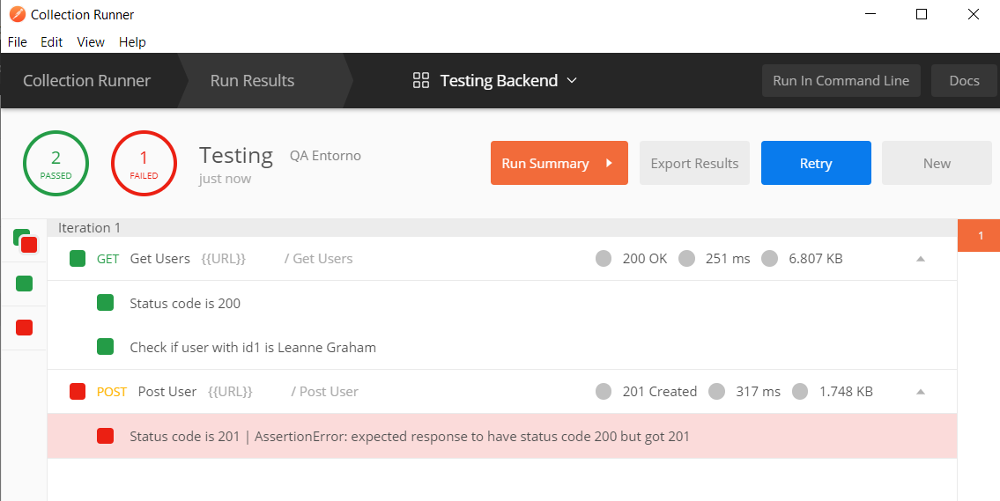 Collection Runner
File Edit View Help
Collection Runner Run Results Testing Backend Run In Command Line Docs
2 PASSED
1 FAILED
Testing QA Entorno
just now
Run Summary Export Results Retry New
Iteration 1
1
GET Get Users {{URL}} / Get Users 200 OK 251 ms 6.807 KB
Status code is 200
Check if user with id1 is Leanne Graham
POST Post User {{URL}} / Post User 201 Created 317 ms 1.748 KB
Status code is 201 | AssertionError: expected response to have status code 200 but got 201